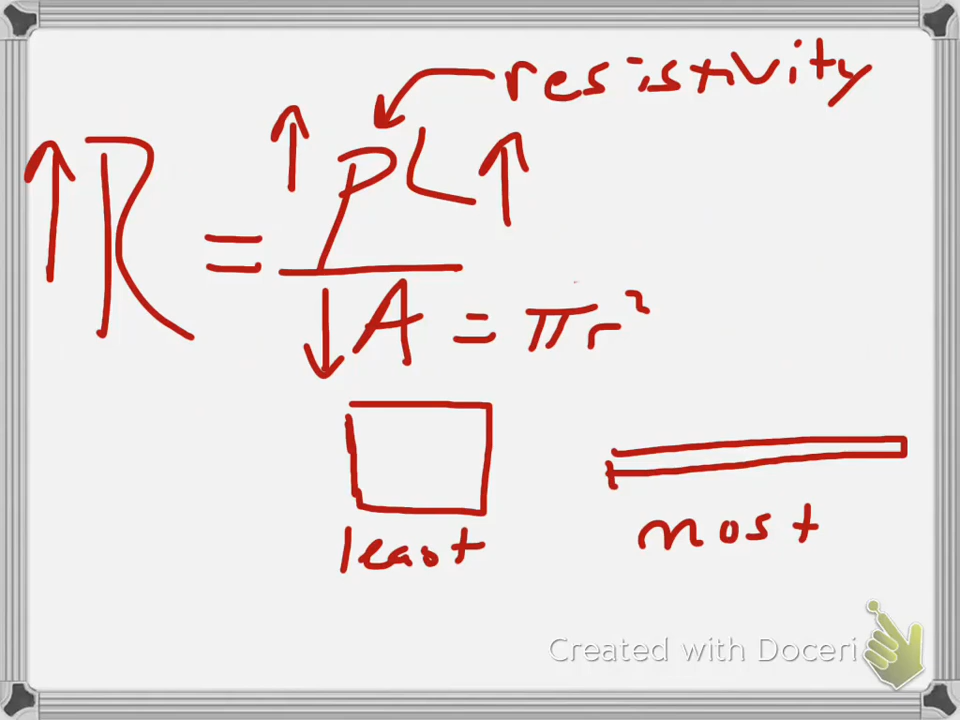 resistivity
↑R = ↑ρL↑ / ↓A = πr²
least
most
Created with Doceri